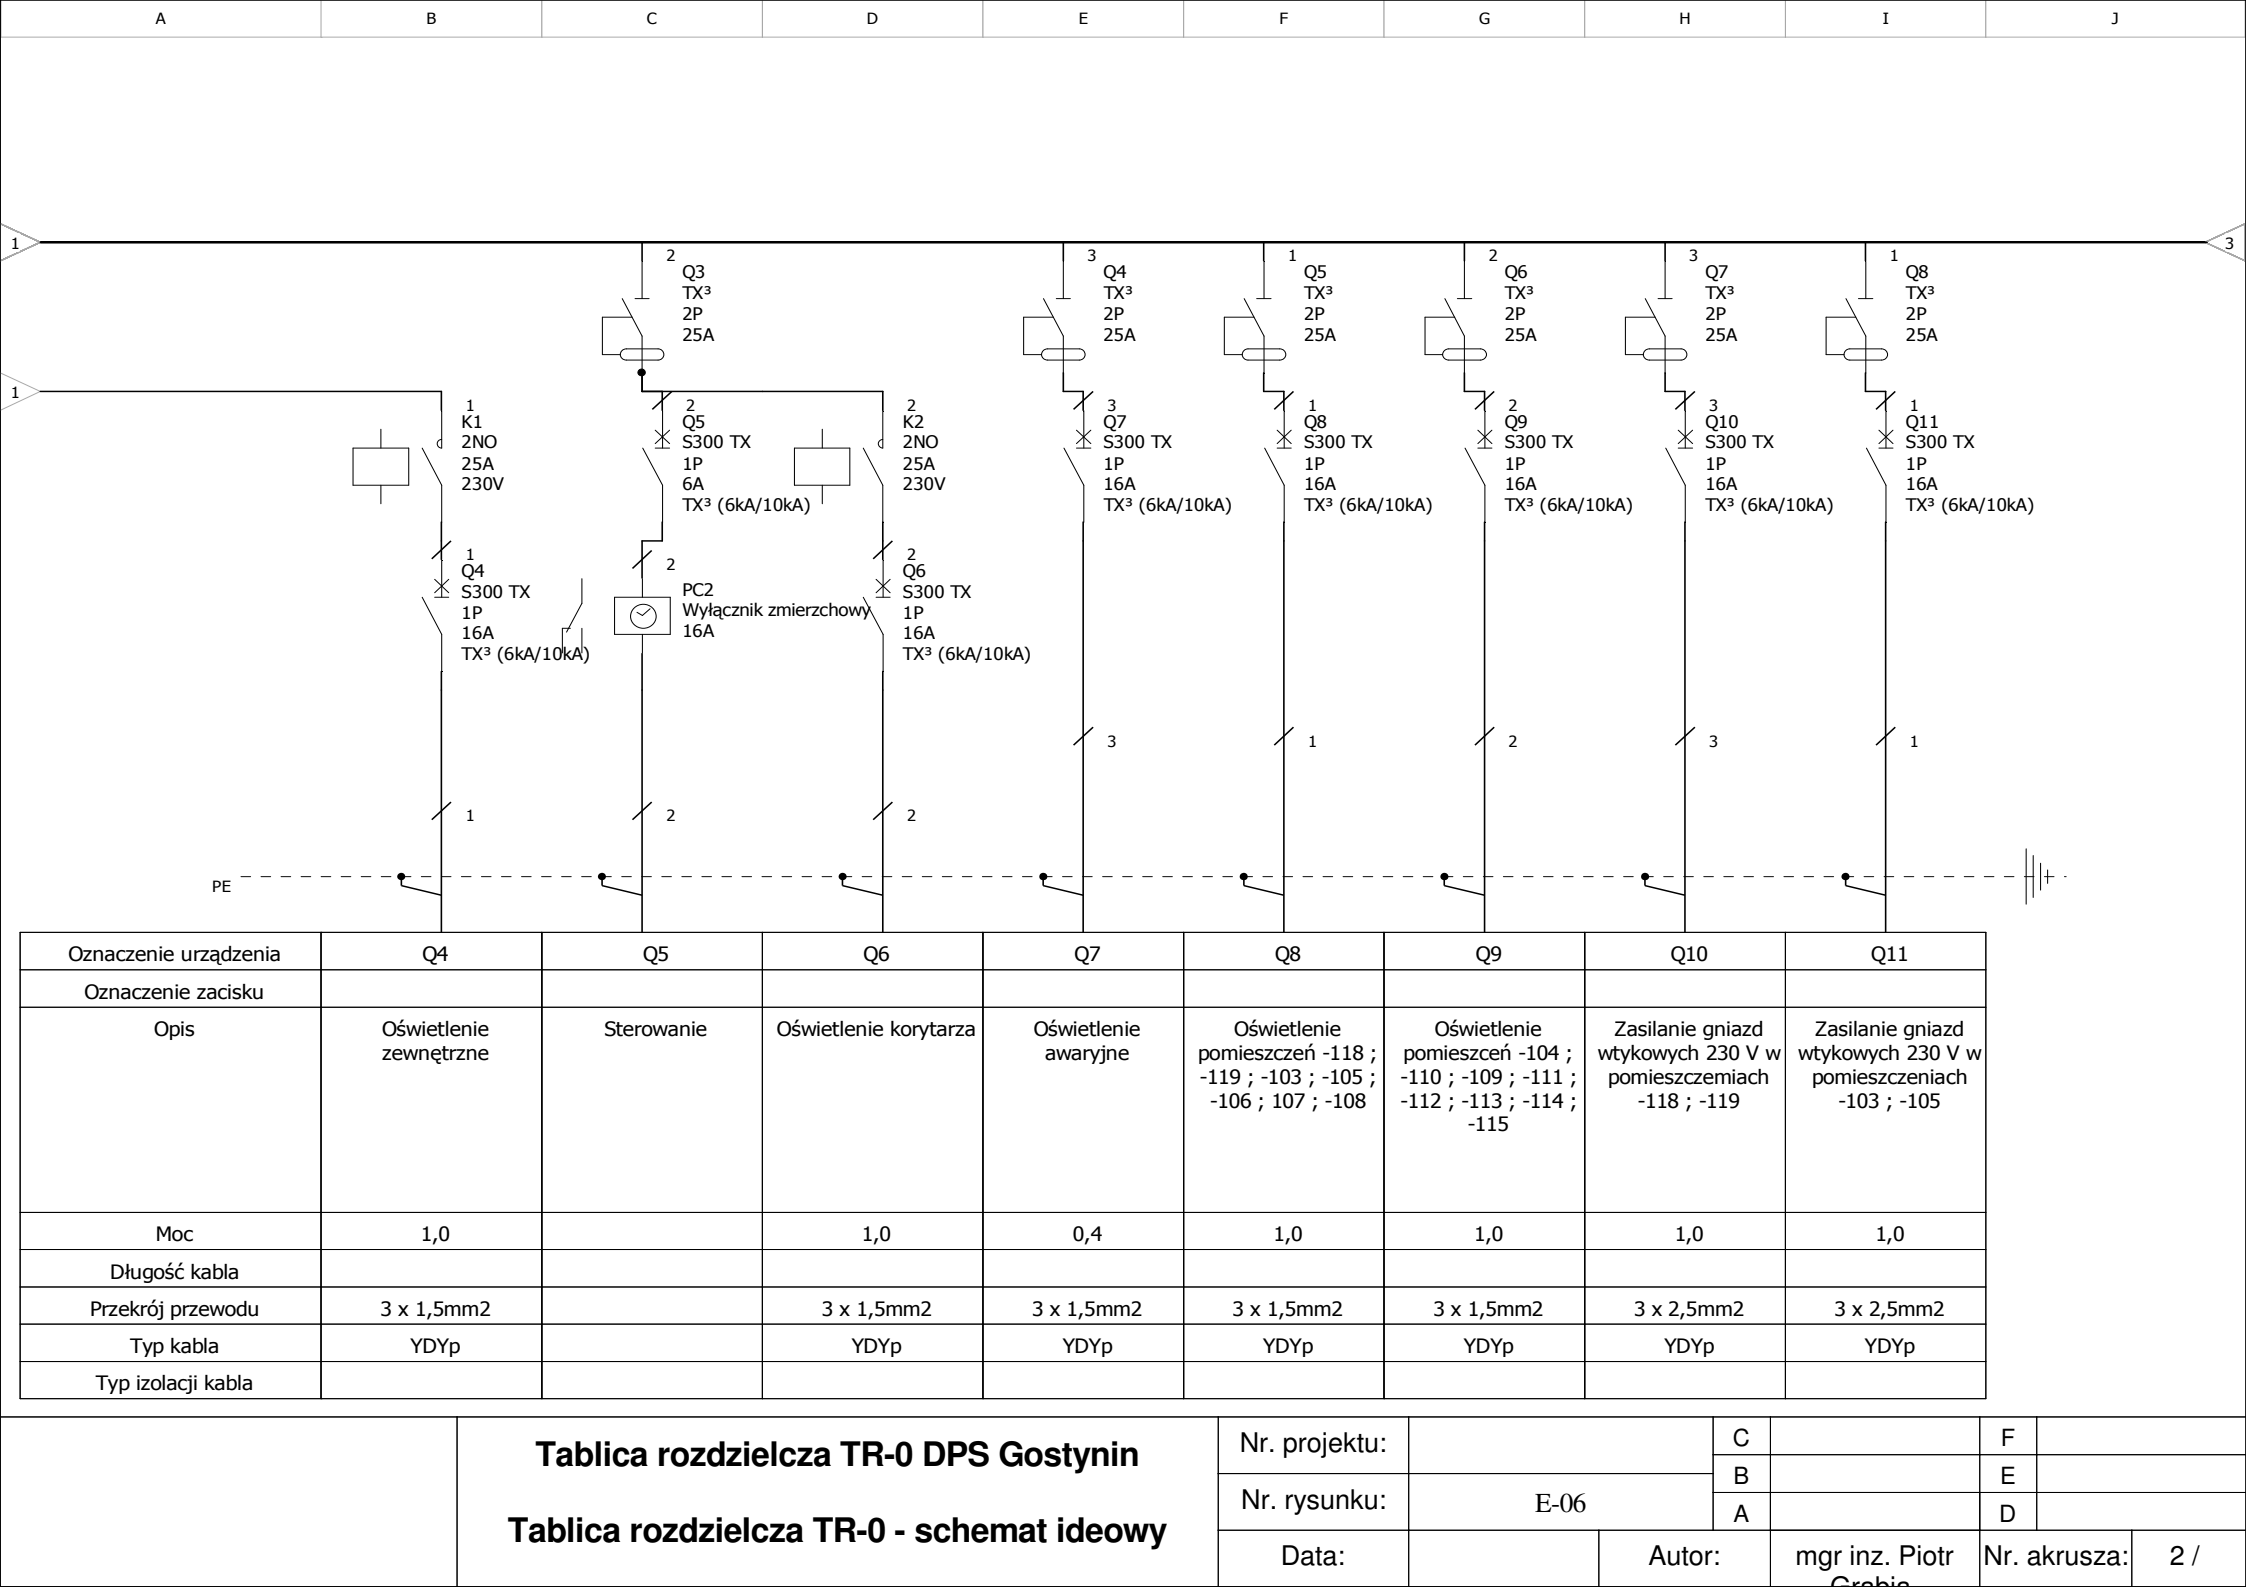 A B C D E F G H I J
1
3
2
Q3
TX³
2P
25A
3
Q4
TX³
2P
25A
1
Q5
TX³
2P
25A
2
Q6
TX³
2P
25A
3
Q7
TX³
2P
25A
1
Q8
TX³
2P
25A
1
1
K1
2NO
25A
230V
2
Q5
S300 TX
1P
6A
TX³ (6kA/10kA)
2
K2
2NO
25A
230V
3
Q7
S300 TX
1P
16A
TX³ (6kA/10kA)
1
Q8
S300 TX
1P
16A
TX³ (6kA/10kA)
2
Q9
S300 TX
1P
16A
TX³ (6kA/10kA)
3
Q10
S300 TX
1P
16A
TX³ (6kA/10kA)
1
Q11
S300 TX
1P
16A
TX³ (6kA/10kA)
1
Q4
S300 TX
1P
16A
TX³ (6kA/10kA)
2
PC2
Wyłącznik zmierzchowy
16A
2
Q6
S300 TX
1P
16A
TX³ (6kA/10kA)
3 1 2 3 1
1 2 2
PE
Oznaczenie urządzenia Q4 Q5 Q6 Q7 Q8 Q9 Q10 Q11
Oznaczenie zacisku
Opis
Oświetlenie
zewnętrzne
Sterowanie
Oświetlenie korytarza
Oświetlenie
awaryjne
Oświetlenie
pomieszczeń -118 ;
-119 ; -103 ; -105 ;
-106 ; 107 ; -108
Oświetlenie
pomieszceń -104 ;
-110 ; -109 ; -111 ;
-112 ; -113 ; -114 ;
-115
Zasilanie gniazd
wtykowych 230 V w
pomieszczemiach
-118 ; -119
Zasilanie gniazd
wtykowych 230 V w
pomieszczeniach
-103 ; -105
Moc 1,0 1,0 0,4 1,0 1,0 1,0 1,0
Długość kabla
Przekrój przewodu 3 x 1,5mm2 3 x 1,5mm2 3 x 1,5mm2 3 x 1,5mm2 3 x 1,5mm2 3 x 2,5mm2 3 x 2,5mm2
Typ kabla YDYp YDYp YDYp YDYp YDYp YDYp YDYp
Typ izolacji kabla
Tablica rozdzielcza TR-0 DPS Gostynin
Tablica rozdzielcza TR-0 - schemat ideowy
Nr. projektu:
Nr. rysunku: E-06
C F
B E
A D
Data:
Autor: mgr inz. Piotr
Nr. akrusza: 2 /